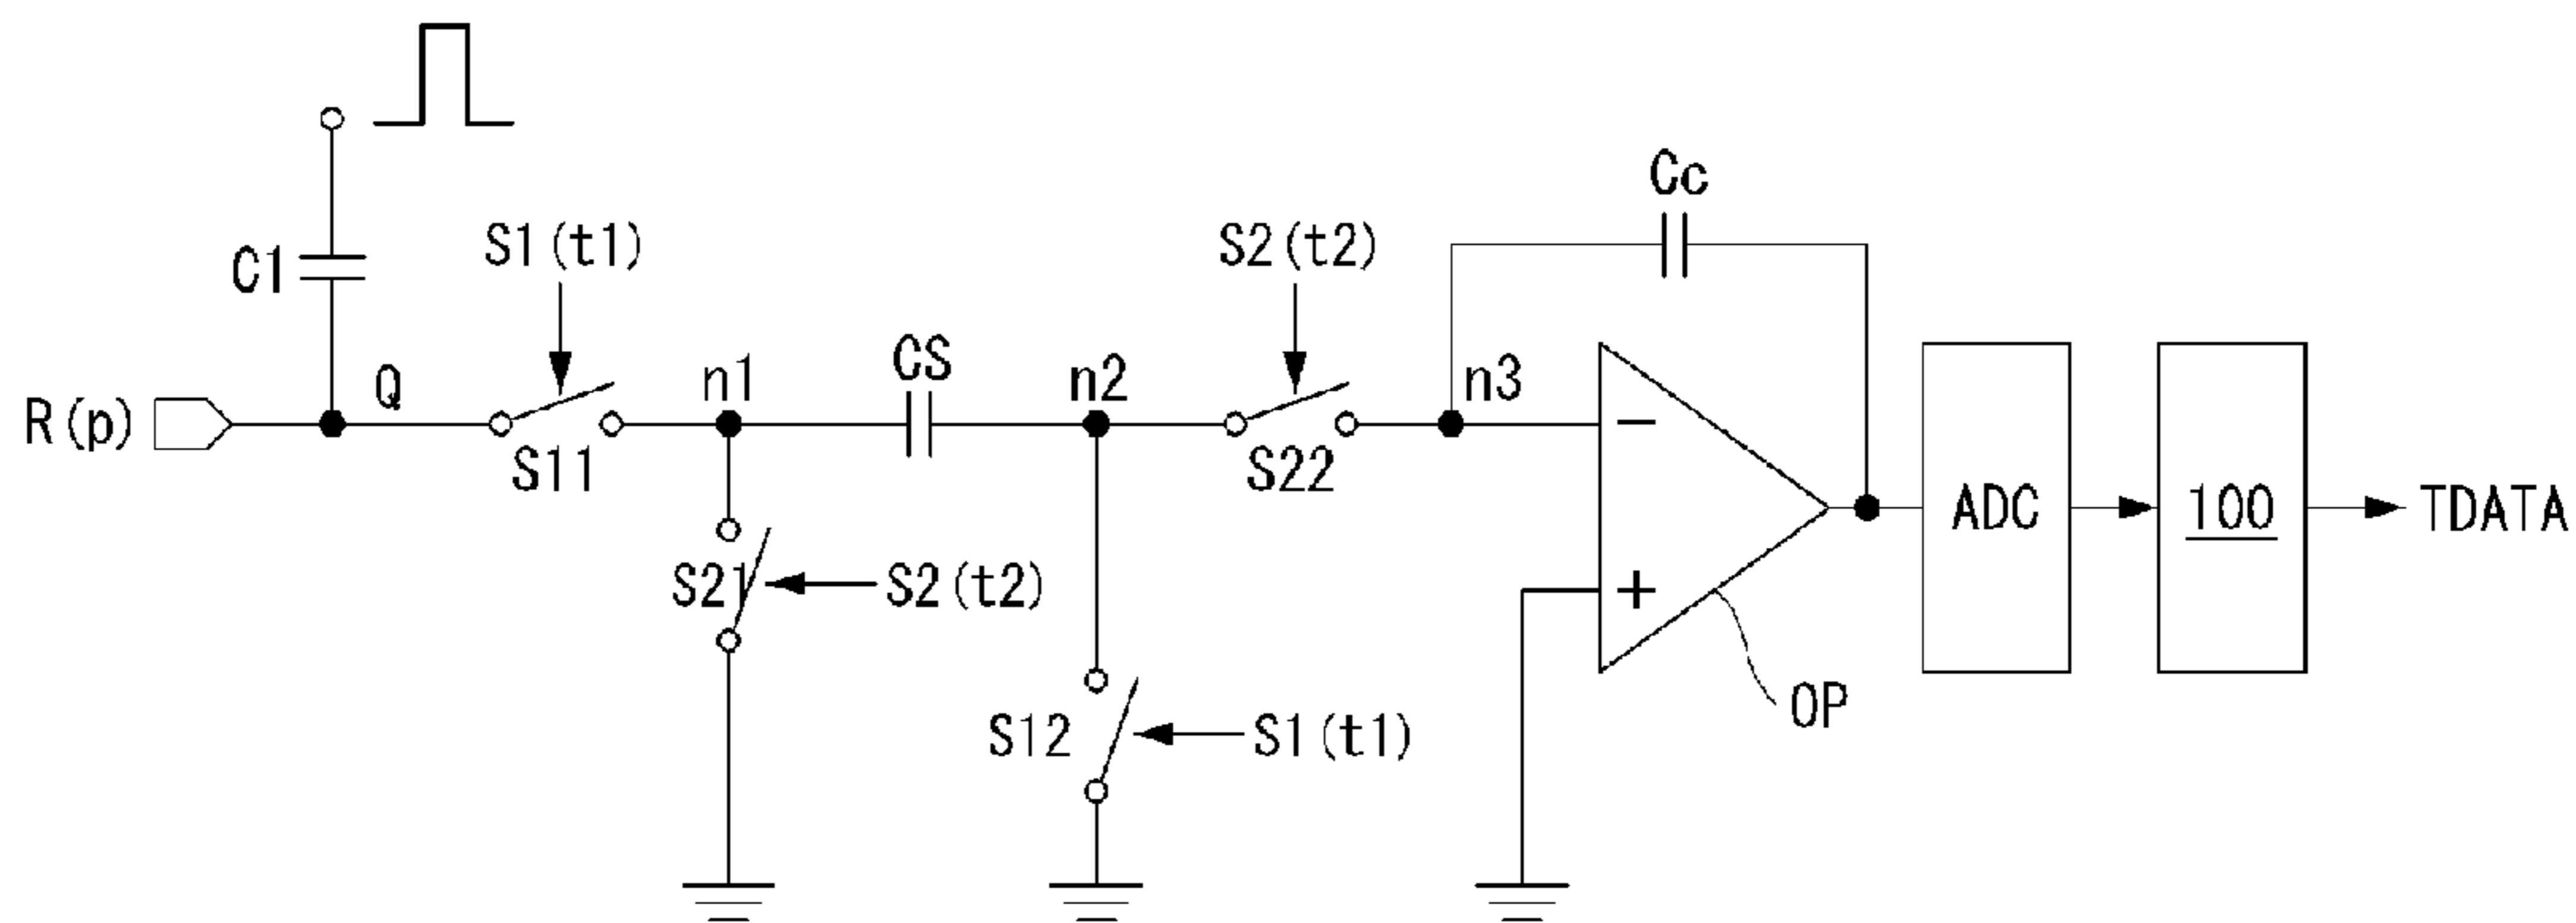 Cc
S1(t1)
S2(t2)
C1
CS
Q
n1
n2
n3
R(p)
S11
S22
−
ADC
100
TDATA
S21
S2(t2)
+
S12
S1(t1)
OP